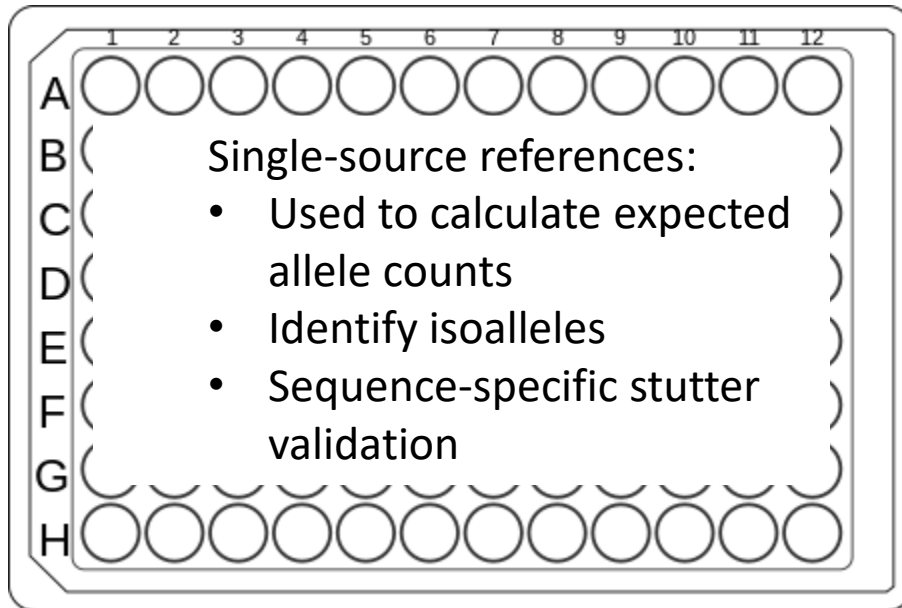 1 2 3 4 5 6 7 8 9 10 11 12
A
B
Single-source references:
C
• Used to calculate expected
allele counts
D
• Identify isoalleles
E
• Sequence-specific stutter
F
validation
G
H